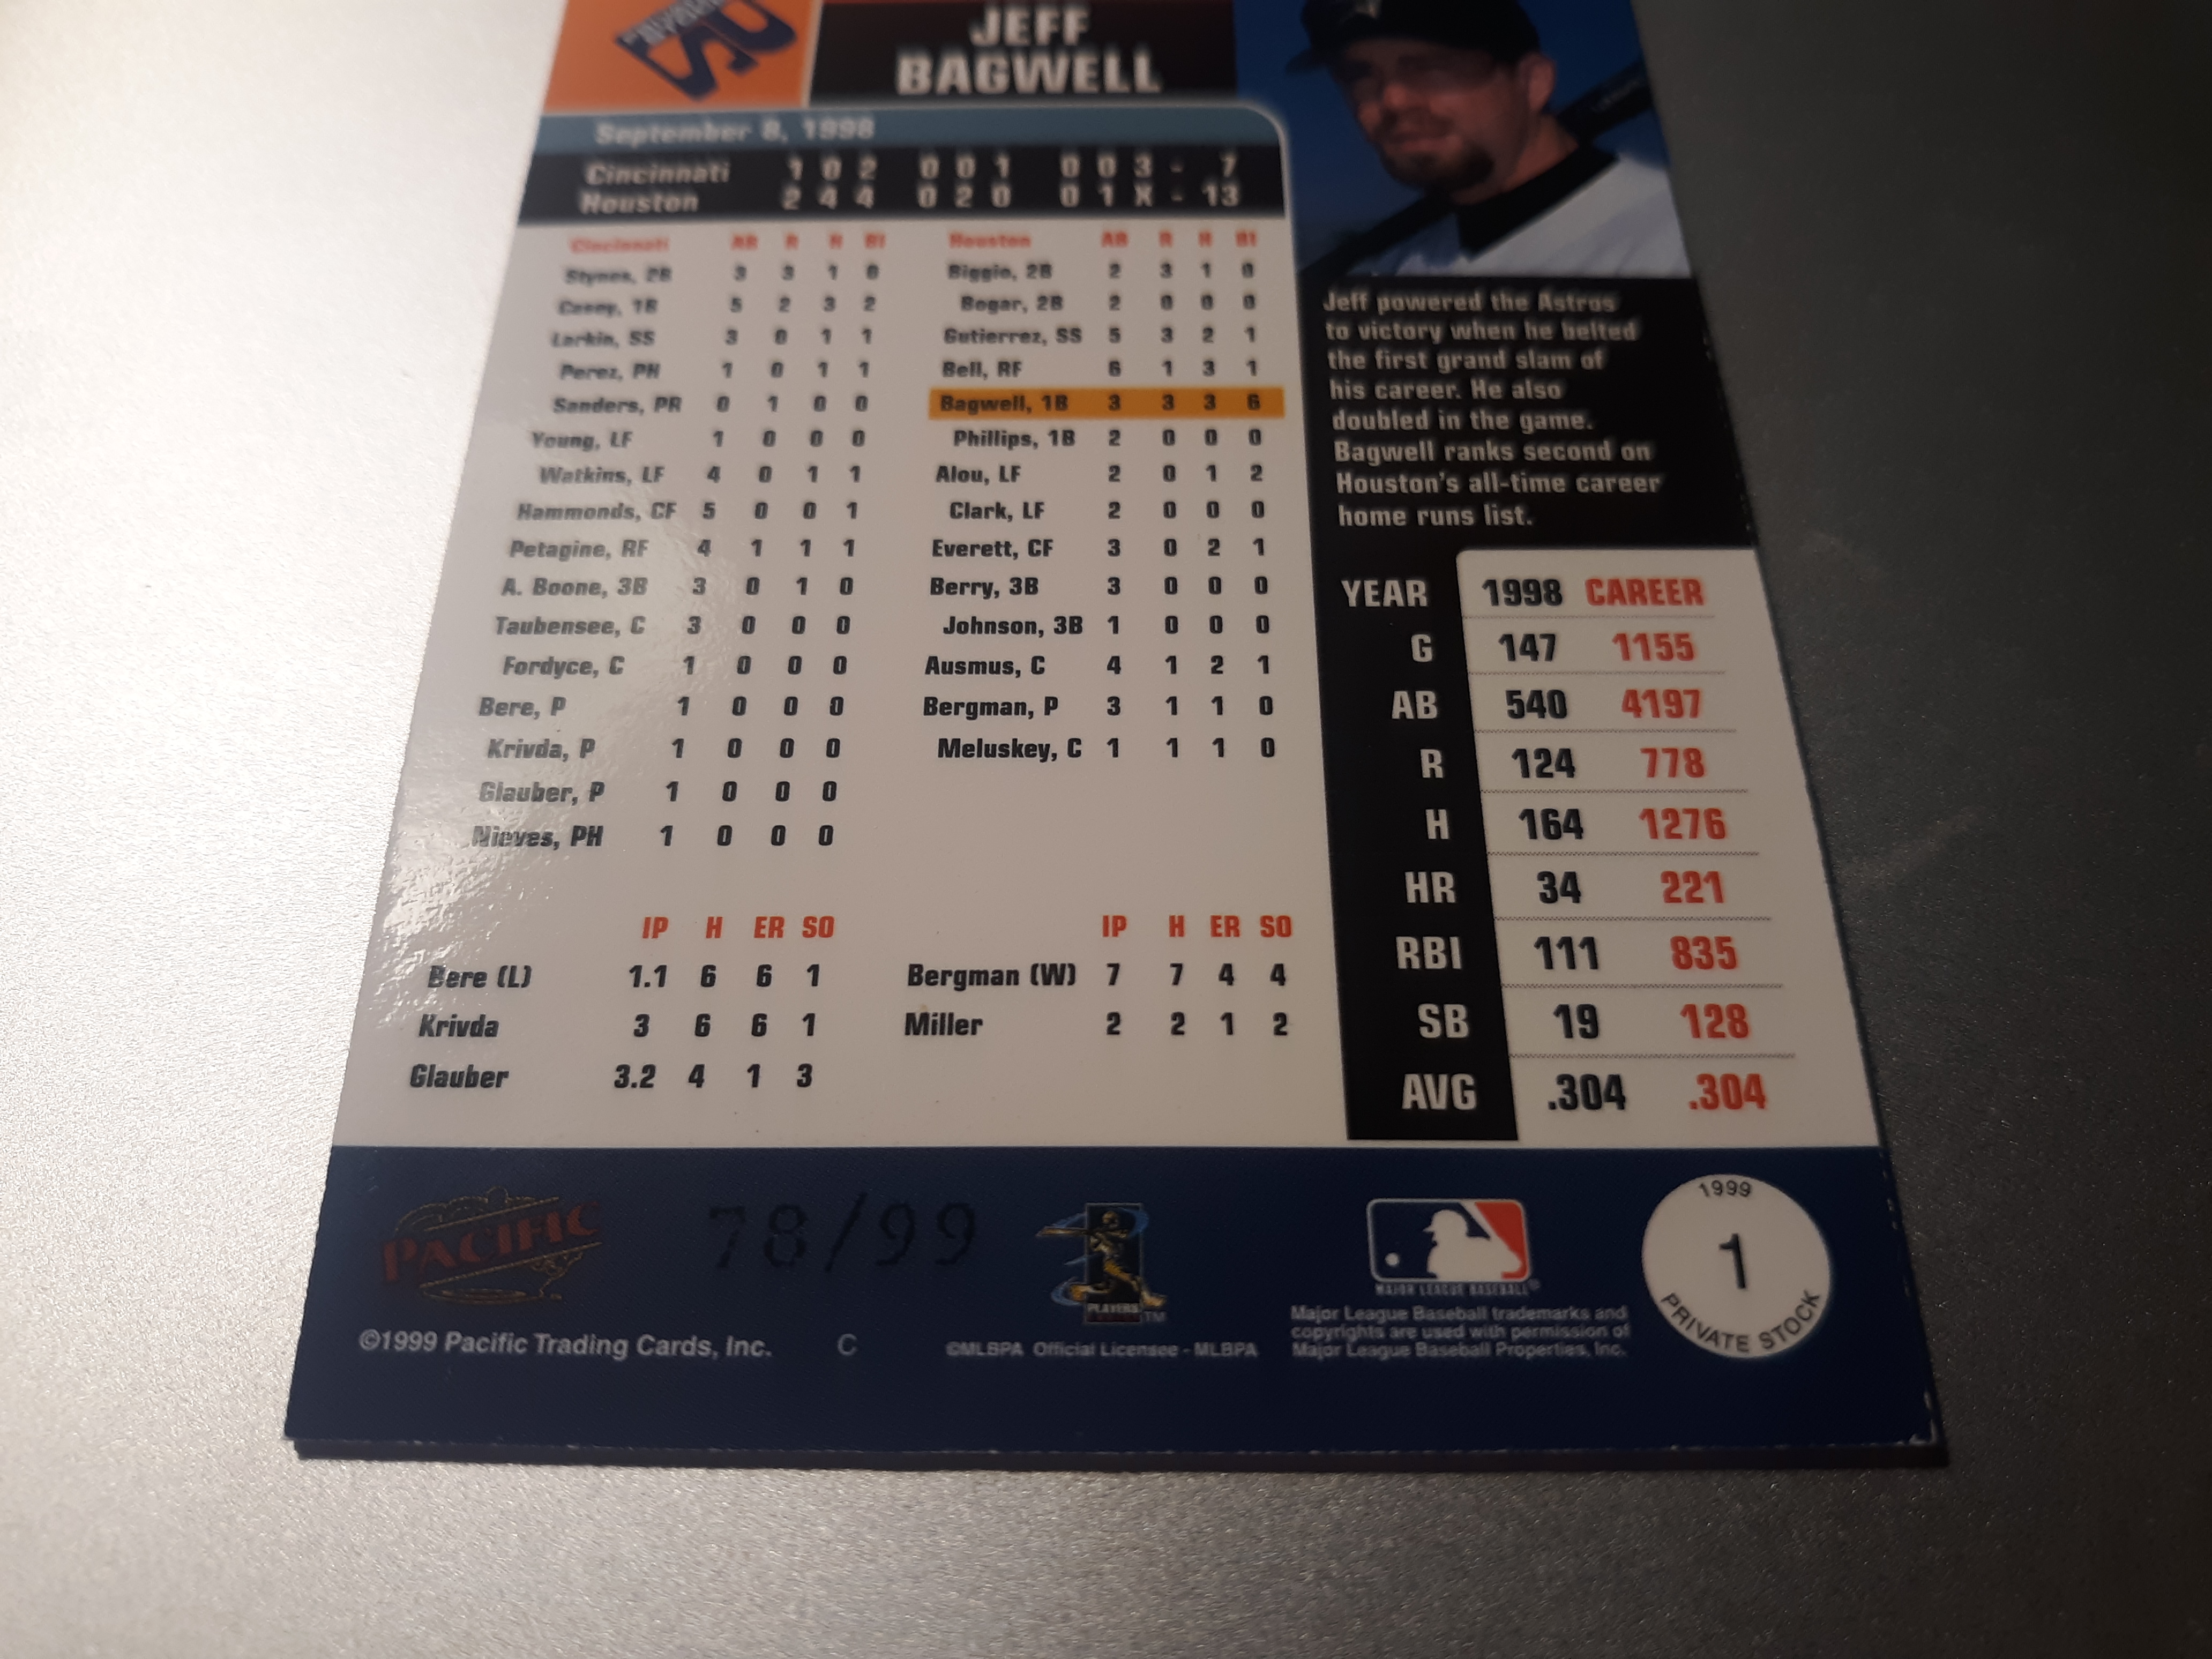 JEFF
BAGWELL
September 8, 1998
Cincinnati 1 0 2 0 0 1 0 0 3 - 7
Houston 2 4 4 0 2 0 0 1 X - 13
Cincinnati AB R H BI
Stynes, 2B 3 3 1 0
Casey, 1B 5 2 3 2
Larkin, SS 3 0 1 1
Perez, PH 1 0 1 1
Sanders, PR 0 1 0 0
Young, LF 1 0 0 0
Watkins, LF 4 0 1 1
Hammonds, CF 5 0 0 1
Petagine, RF 4 1 1 1
A. Boone, 3B 3 0 1 0
Taubensee, C 3 0 0 0
Fordyce, C 1 0 0 0
Bere, P 1 0 0 0
Krivda, P 1 0 0 0
Glauber, P 1 0 0 0
Nieves, PH 1 0 0 0
Houston AB R H BI
Biggio, 2B 2 3 1 0
Bogar, 2B 2 0 0 0
Gutierrez, SS 5 3 2 1
Bell, RF 6 1 3 1
Bagwell, 1B 3 3 3 6
Phillips, 1B 2 0 0 0
Alou, LF 2 0 1 2
Clark, LF 2 0 0 0
Everett, CF 3 0 2 1
Berry, 3B 3 0 0 0
Johnson, 3B 1 0 0 0
Ausmus, C 4 1 2 1
Bergman, P 3 1 1 0
Meluskey, C 1 1 1 0
IP H ER SO
Bere (L) 1.1 6 6 1
Krivda 3 6 6 1
Glauber 3.2 4 1 3
IP H ER SO
Bergman (W) 7 7 4 4
Miller 2 2 1 2
Jeff powered the Astros
to victory when he belted
the first grand slam of
his career. He also
doubled in the game.
Bagwell ranks second on
Houston's all-time career
home runs list.
YEAR 1998 CAREER
G 147 1155
AB 540 4197
R 124 778
H 164 1276
HR 34 221
RBI 111 835
SB 19 128
AVG .304 .304
PACIFIC
78/99
PLAYERS
TM
MAJOR LEAGUE BASEBALL®
1999
1
PRIVATE STOCK
©1999 Pacific Trading Cards, Inc. C
©MLBPA Official Licensee - MLBPA
Major League Baseball trademarks and
copyrights are used with permission of
Major League Baseball Properties, Inc.